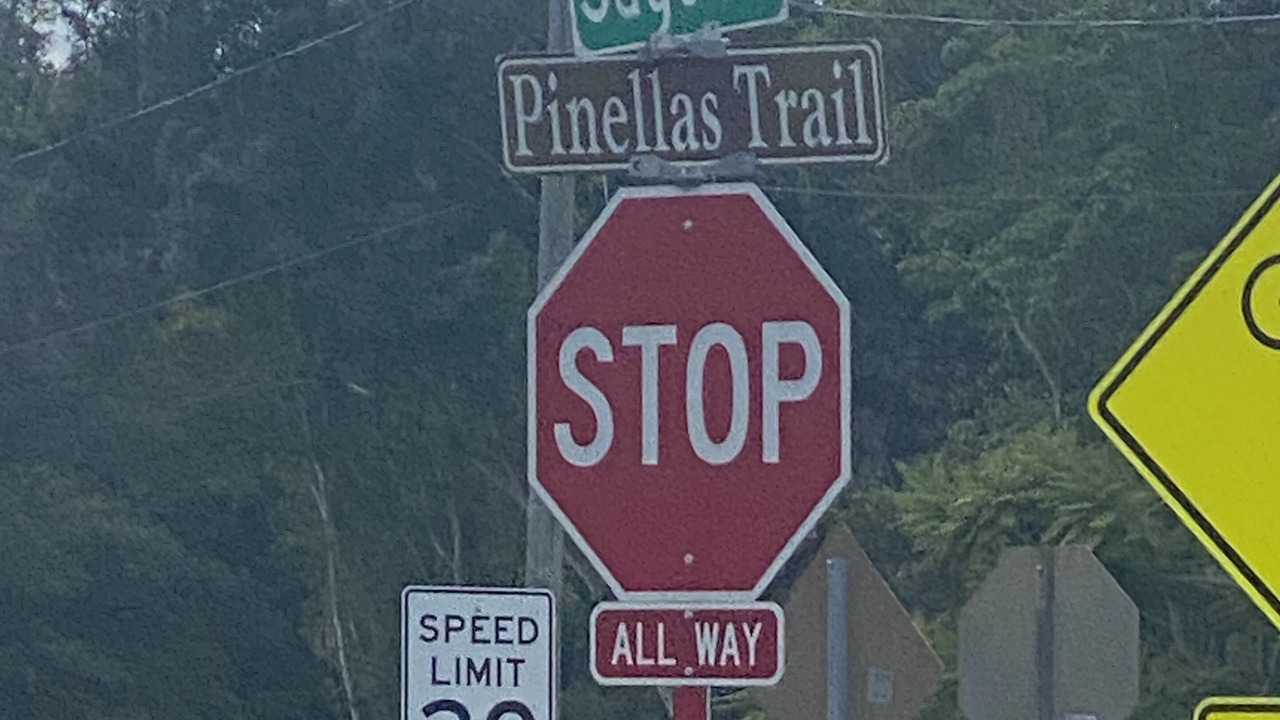 Pinellas Trail
STOP
ALL WAY
SPEED
LIMIT